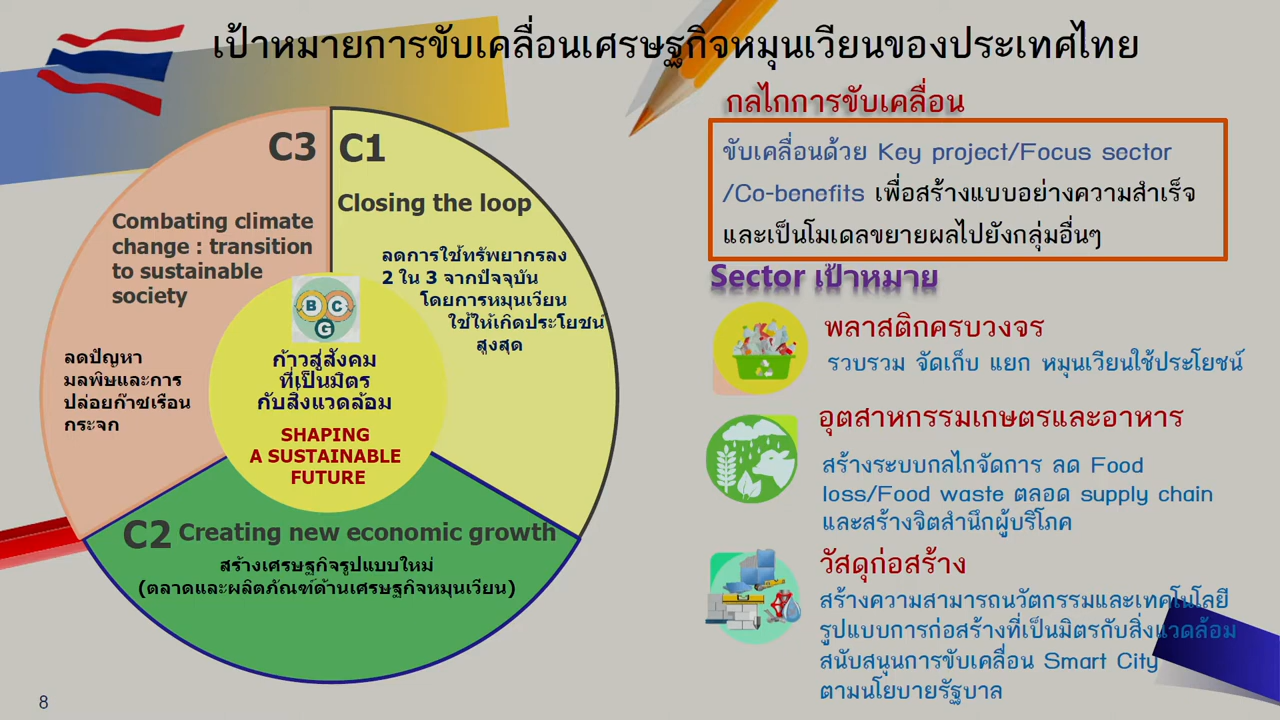 เป้าหมายการขับเคลื่อนเศรษฐกิจหมุนเวียนของประเทศไทย
C3
Combating climate
change : transition
to sustainable
society
ลดปัญหา
มลพิษและการ
ปล่อยก๊าซเรือน
กระจก
C1
Closing the loop
ลดการใช้ทรัพยากรลง
2 ใน 3 จากปัจจุบัน
โดยการหมุนเวียน
ใช้ให้เกิดประโยชน์
สูงสุด
B C
G
ก้าวสู่สังคม
ที่เป็นมิตร
กับสิ่งแวดล้อม
SHAPING
A SUSTAINABLE
FUTURE
C2 Creating new economic growth
สร้างเศรษฐกิจรูปแบบใหม่
(ตลาดและผลิตภัณฑ์ด้านเศรษฐกิจหมุนเวียน)
กลไกการขับเคลื่อน
ขับเคลื่อนด้วย Key project/Focus sector
/Co-benefits เพื่อสร้างแบบอย่างความสำเร็จ
และเป็นโมเดลขยายผลไปยังกลุ่มอื่นๆ
Sector เป้าหมาย
พลาสติกครบวงจร
รวบรวม จัดเก็บ แยก หมุนเวียนใช้ประโยชน์
อุตสาหกรรมเกษตรและอาหาร
สร้างระบบกลไกจัดการ ลด Food
loss/Food waste ตลอด supply chain
และสร้างจิตสำนึกผู้บริโภค
วัสดุก่อสร้าง
สร้างความสามารถนวัตกรรมและเทคโนโลยี
รูปแบบการก่อสร้างที่เป็นมิตรกับสิ่งแวดล้อม
สนับสนุนการขับเคลื่อน Smart City
ตามนโยบายรัฐบาล
8